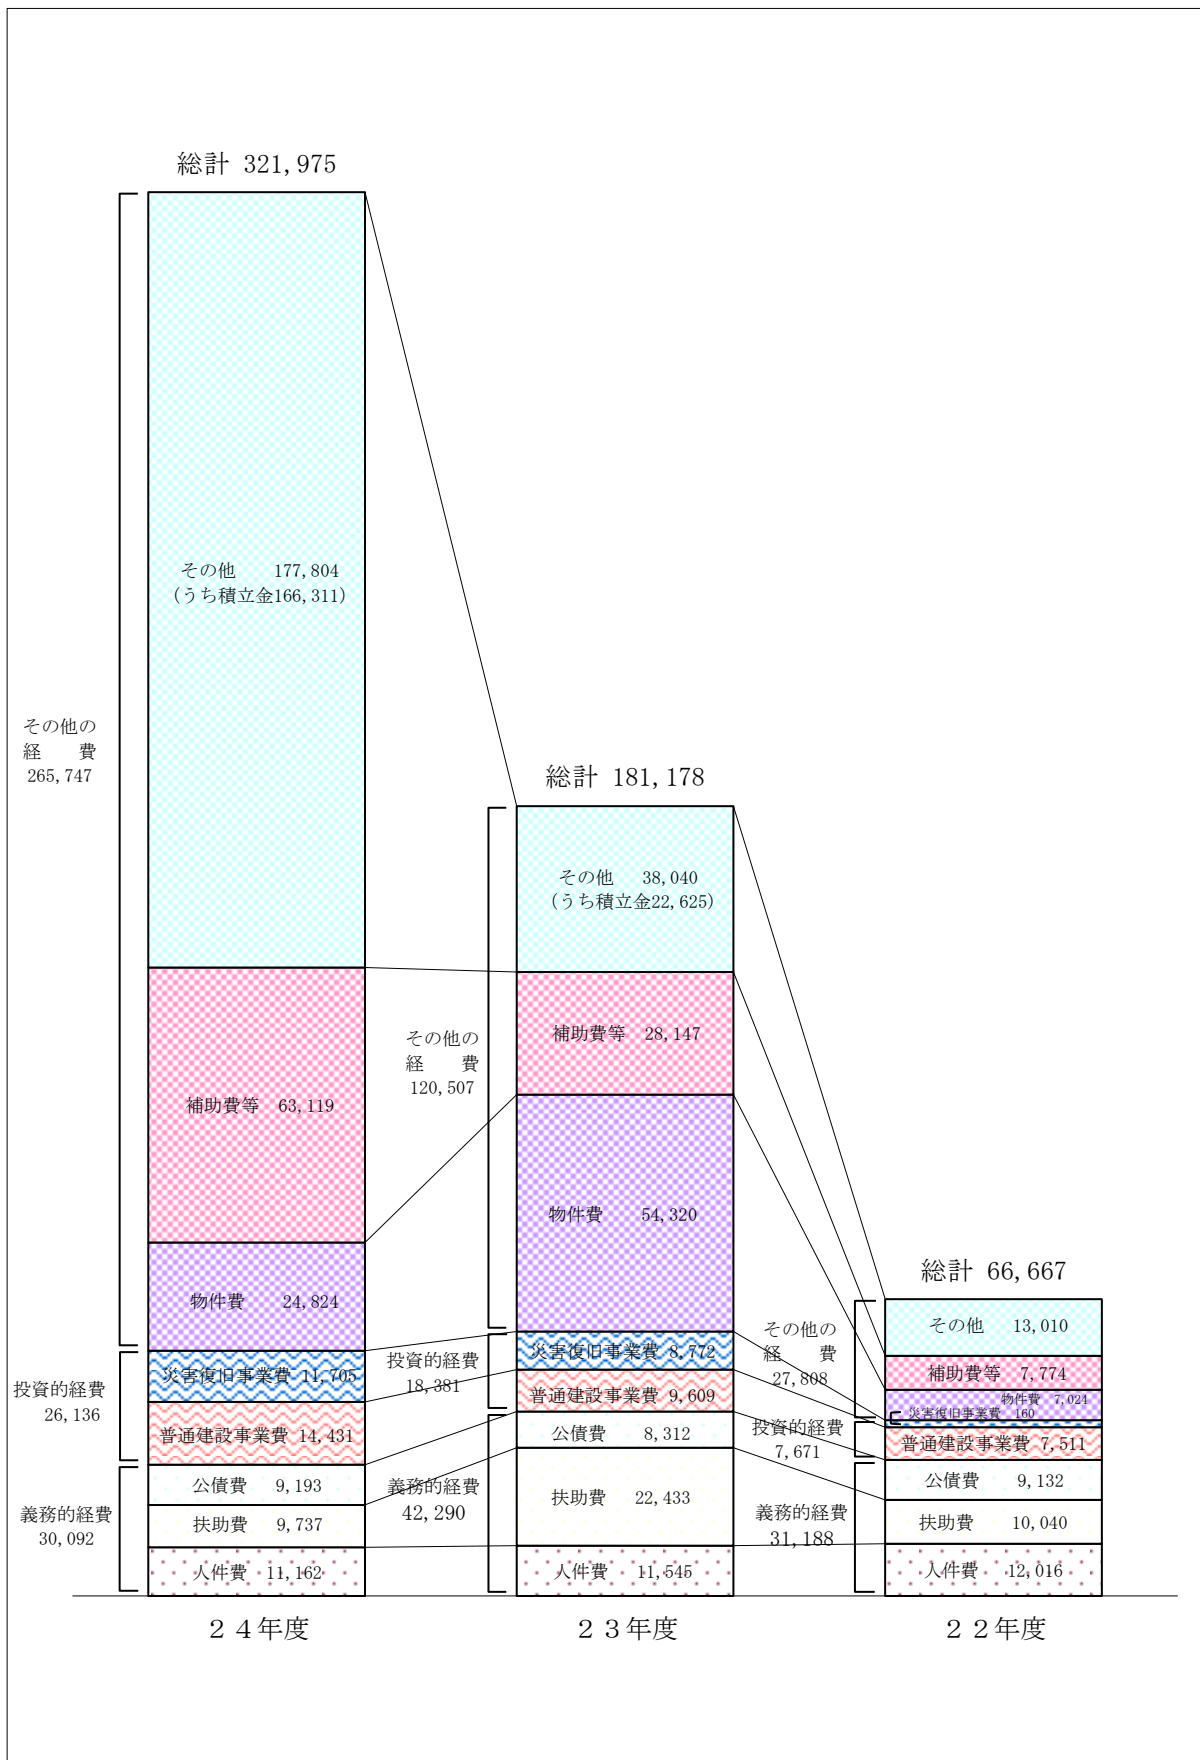 総計 321,975
その他 177,804
(うち積立金166,311)
その他の
経 費
265,747
補助費等 63,119
物件費 24,824
災害復旧事業費 11,705
投資的経費
26,136
普通建設事業費 14,431
公債費 9,193
義務的経費
30,092
扶助費 9,737
人件費 11,162
２４年度
総計 181,178
その他 38,040
(うち積立金22,625)
その他の
経 費
120,507
補助費等 28,147
物件費 54,320
災害復旧事業費 8,772
投資的経費
18,381
普通建設事業費 9,609
公債費 8,312
義務的経費
42,290
扶助費 22,433
人件費 11,545
２３年度
総計 66,667
その他 13,010
その他の
経 費
27,808
補助費等 7,774
物件費 7,024
災害復旧事業費 160
投資的経費
7,671
普通建設事業費 7,511
公債費 9,132
義務的経費
31,188
扶助費 10,040
人件費 12,016
２２年度